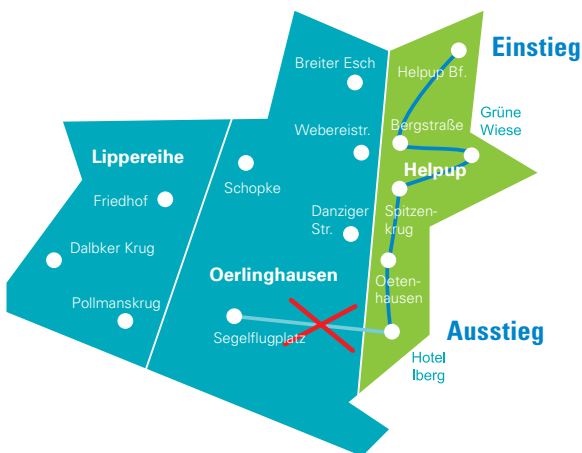 Einstieg
Breiter Esch
Helpup Bf.
Grüne
Wiese
Bergstraße
Webereistr.
Lippereihe
Helpup
Schopke
Friedhof
Spitzen-
krug
Danziger
Str.
Dalbker Krug
Oerlinghausen
Oeten-
hausen
Pollmanskrug
Segelflugplatz
Ausstieg
Hotel
Iberg